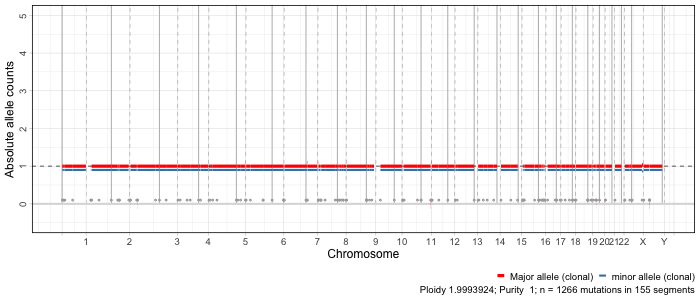 Absolute allele counts
5
4
3
2
1
0
1 2 3 4 5 6 7 8 9 10 11 12 13 14 15 16 17 18 19 20 21 22 X Y
Chromosome
Major allele (clonal) minor allele (clonal)
Ploidy 1.9993924; Purity 1; n = 1266 mutations in 155 segments